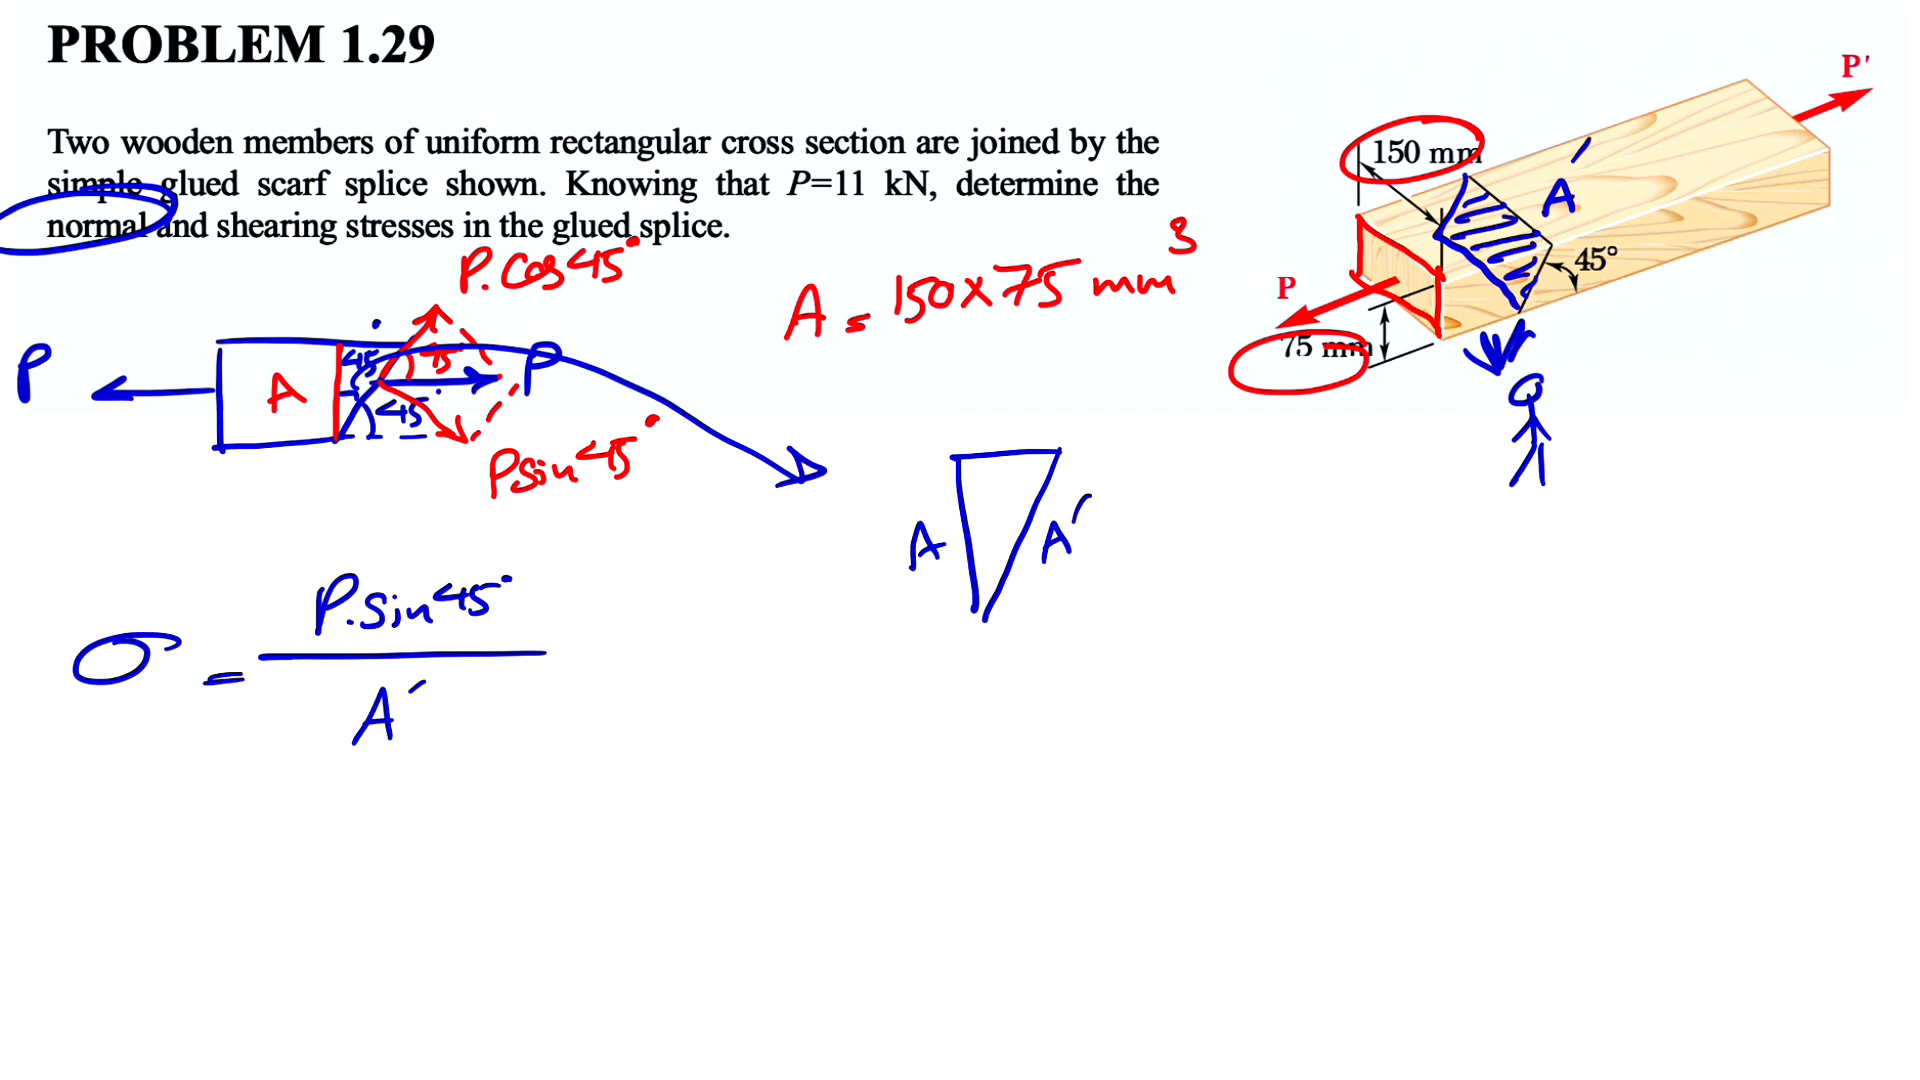 PROBLEM 1.29
Two wooden members of uniform rectangular cross section are joined by the
simple glued scarf splice shown. Knowing that P=11 kN, determine the
normal and shearing stresses in the glued splice.
P'
150 mm
A'
45°
P
75 mm
P.Cos45°
A = 150x75 mm³
P
A
45°
45
45°
P
Psin45°
A
A'
σ = P.sin45°
A'